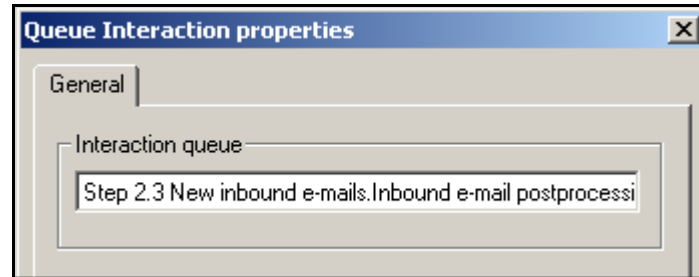 Queue Interaction properties
General
Interaction queue
Step 2.3 New inbound e-mails.Inbound e-mail postprocessi